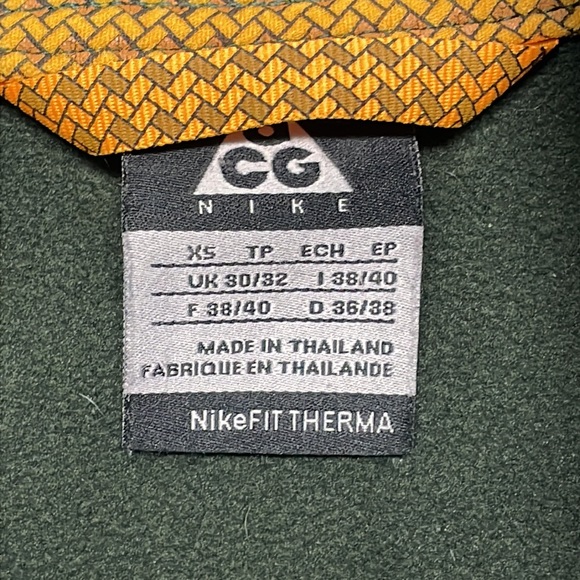 CG
NIKE
XS TP ECH EP
UK 30/32 I 38/40
F 38/40 D 36/38
MADE IN THAILAND
FABRIQUE EN THAILANDE
NikeFIT THERMA